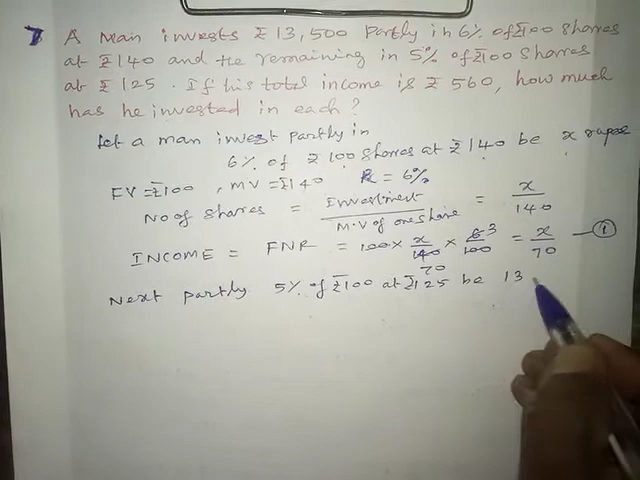 7 A man invests ₹ 13,500 partly in 6% of ₹100 shares
at ₹140 and the remaining in 5% of ₹100 shares
at ₹ 125. If his total income is ₹ 560, how much
has he invested in each?
let a man invest partly in
6% of ₹ 100 shares at ₹140 be x rupee
FV = ₹100 , MV = ₹140 R = 6%
No of shares = Investment / M.V of one share = x / 140
INCOME = FNR = 100 × x/140 × 6/100 = x/70 — ①
3
70
Next partly 5% of ₹100 at ₹125 be 13